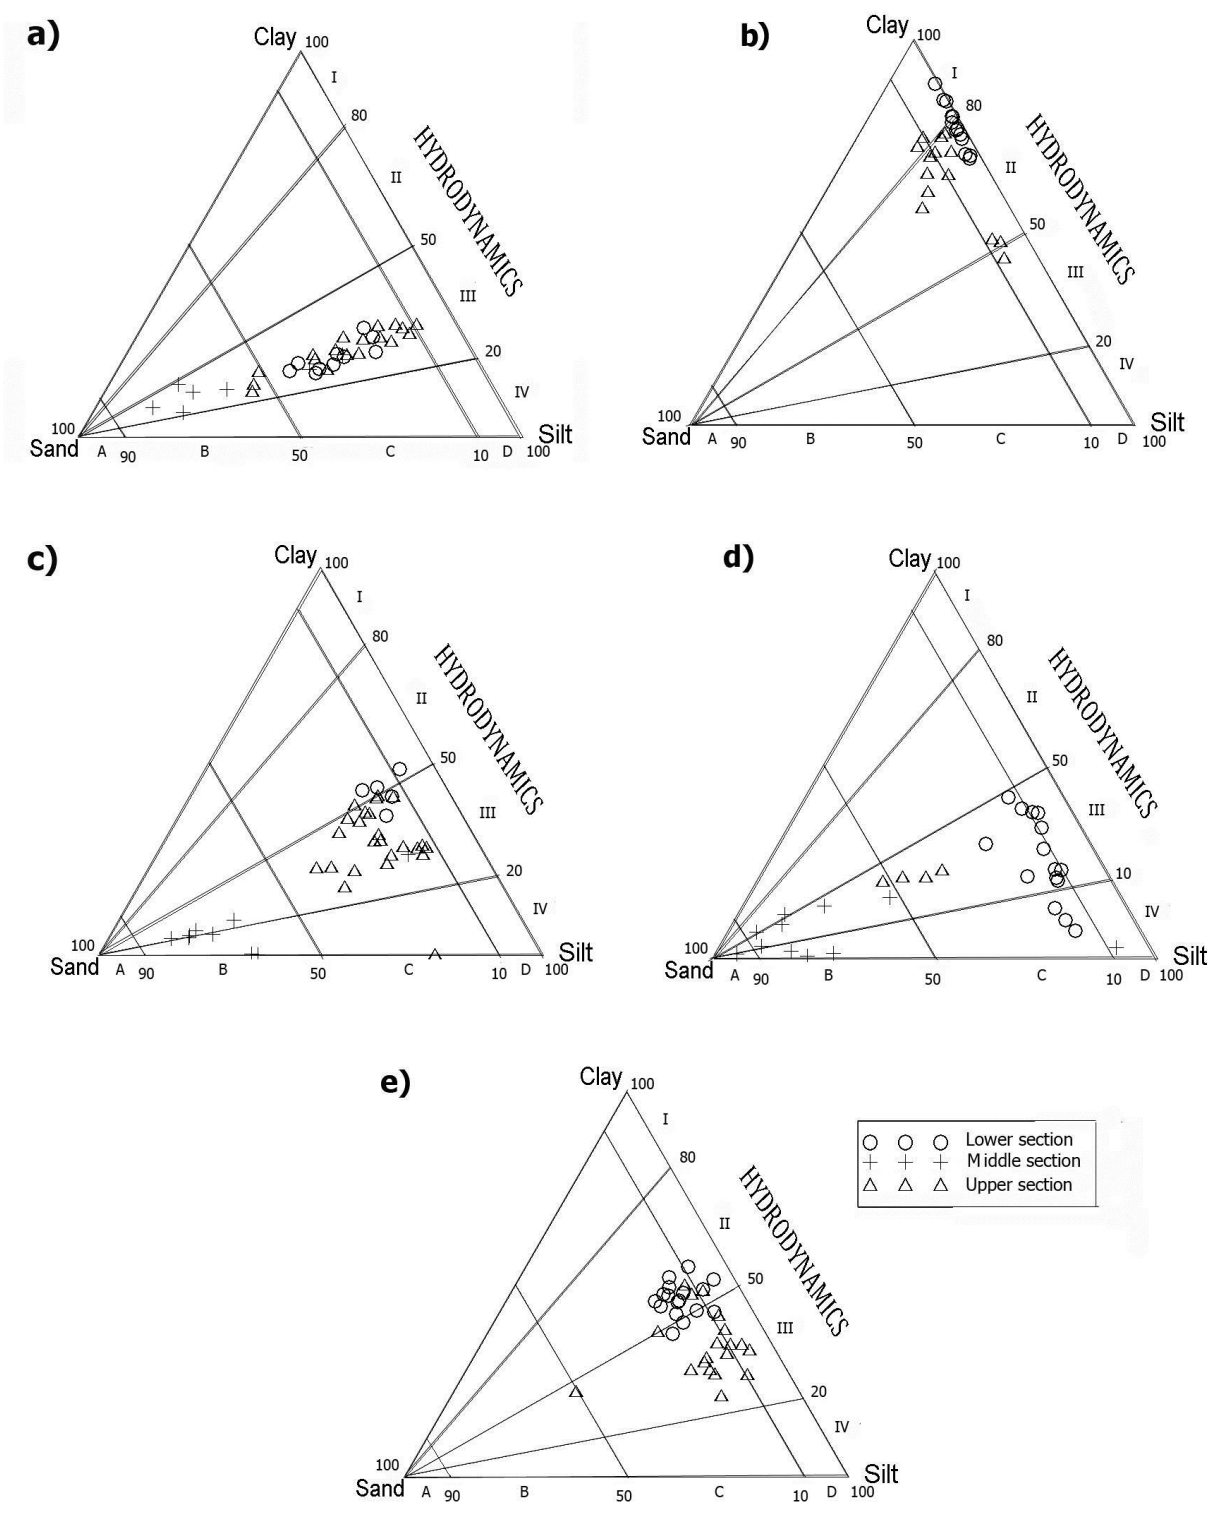 a)
Clay 100
I
80
II
HYDRODYNAMICS
50
III
20
IV
100
Sand
Silt
A 90 B 50 C 10 D 100
b)
Clay 100
I
80
II
HYDRODYNAMICS
50
III
20
IV
100
Sand
Silt
A 90 B 50 C 10 D 100
c)
Clay 100
I
80
II
HYDRODYNAMICS
50
III
20
IV
100
Sand
Silt
A 90 B 50 C 10 D 100
d)
Clay 100
I
80
II
HYDRODYNAMICS
50
III
10
IV
100
Sand
Silt
A 90 B 50 C 10 D 100
e)
Clay 100
I
80
II
HYDRODYNAMICS
50
III
20
IV
100
Sand
Silt
A 90 B 50 C 10 D 100
Lower section
Middle section
Upper section